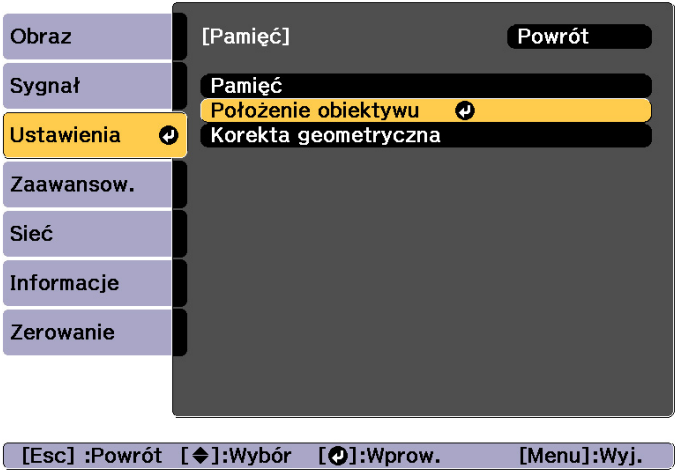 Obraz
Sygnał
Ustawienia
Zaawansow.
Sieć
Informacje
Zerowanie
[Pamięć] Powrót
Pamięć
Położenie obiektywu
Korekta geometryczna
[Esc] :Powrót [◆]:Wybór [↵]:Wprow. [Menu]:Wyj.